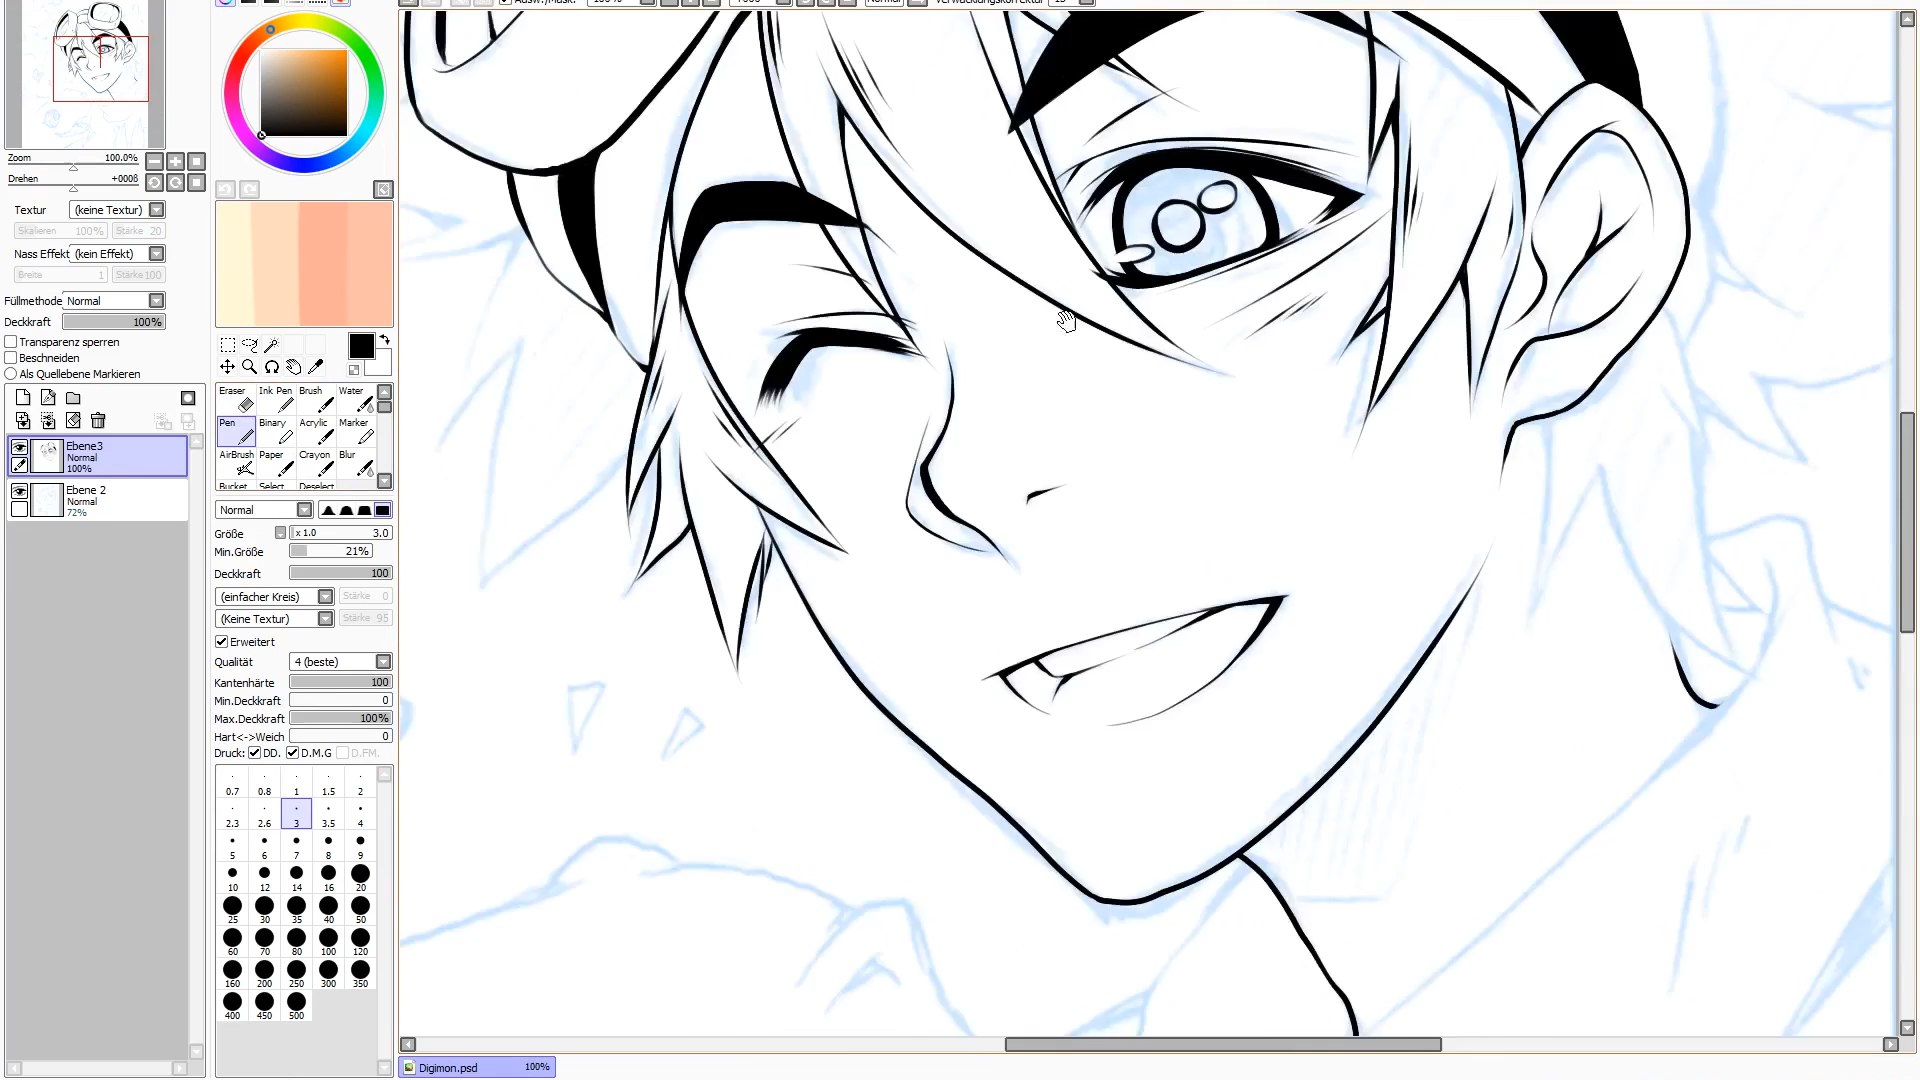 Ausw./Mask.
Normal
Verwacklungskorrektur
Zoom 100.0%
Drehen +000ß
Textur (keine Textur)
Skalieren 100% Stärke 20
Nass Effekt (kein Effekt)
Breite 1 Stärke 100
Füllmethode Normal
Deckkraft 100%
Transparenz sperren
Beschneiden
Als Quellebene Markieren
Ebene3
Normal
100%
Ebene 2
Normal
72%
Eraser Ink Pen Brush Water
Pen Binary Acrylic Marker
AirBrush Paper Crayon Blur
Bucket Select Deselect
Normal
Größe x 1.0 3.0
Min.Größe 21%
Deckkraft 100
(einfacher Kreis) Stärke 0
(Keine Textur) Stärke 95
Erweitert
Qualität 4 (beste)
Kantenhärte 100
Min.Deckkraft 0
Max.Deckkraft 100%
Hart<->Weich 0
Druck: DD. D.M.G D.FM.
0.7 0.8 1 1.5 2
2.3 2.6 3 3.5 4
5 6 7 8 9
10 12 14 16 20
25 30 35 40 50
60 70 80 100 120
160 200 250 300 350
400 450 500
Digimon.psd 100%